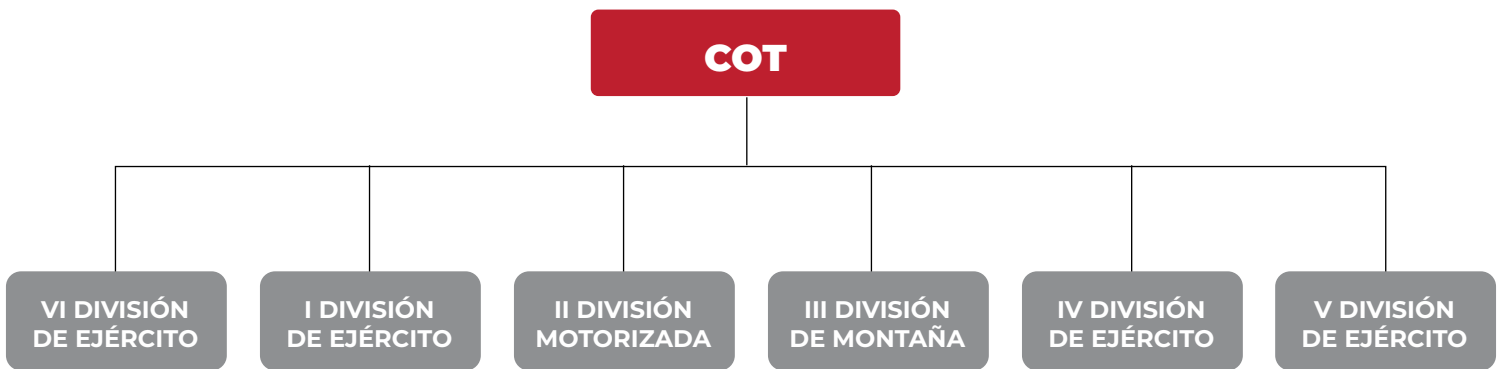 COT
VI DIVISIÓN
DE EJÉRCITO
I DIVISIÓN
DE EJÉRCITO
II DIVISIÓN
MOTORIZADA
III DIVISIÓN
DE MONTAÑA
IV DIVISIÓN
DE EJÉRCITO
V DIVISIÓN
DE EJÉRCITO